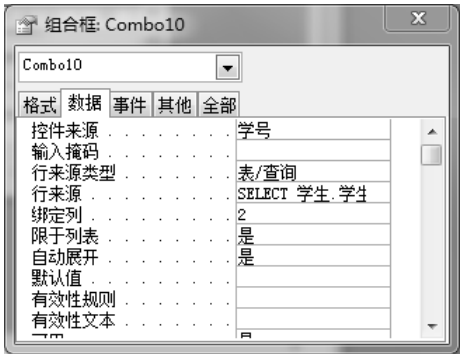 组合框: Combo10
Combo10
格式 数据 事件 其他 全部
控件来源 . . . . . . . 学号
输入掩码 . . . . . . .
行来源类型 . . . . . . 表/查询
行来源 . . . . . . . . SELECT 学生.学生
绑定列 . . . . . . . . 2
限于列表 . . . . . . . 是
自动展开 . . . . . . . 是
默认值 . . . . . . . .
有效性规则 . . . . . .
有效性文本 . . . . . .